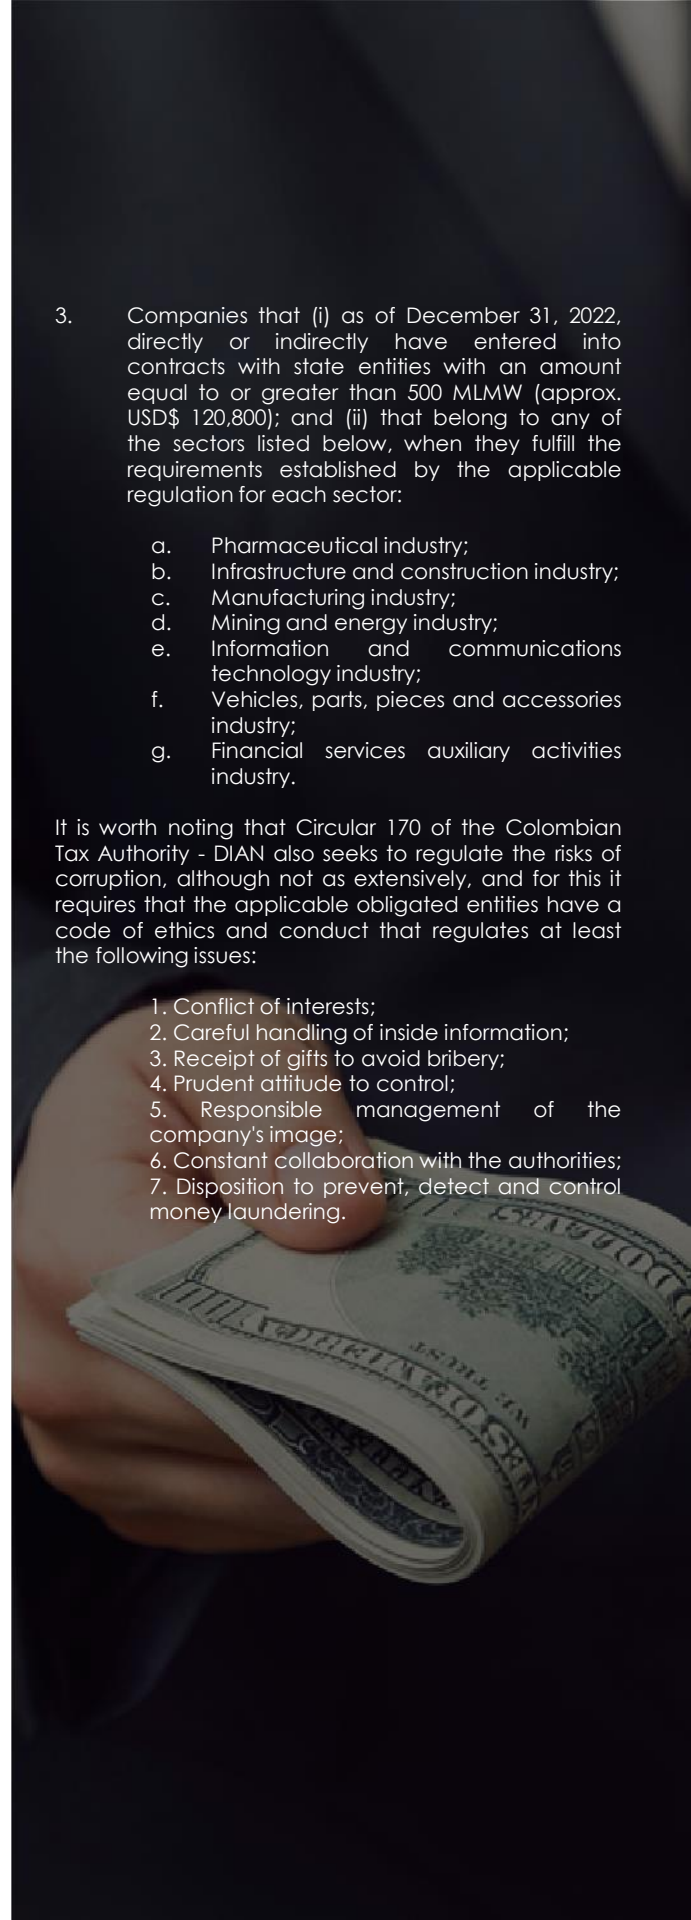 3. Companies that (i) as of December 31, 2022,
directly or indirectly have entered into
contracts with state entities with an amount
equal to or greater than 500 MLMW (approx.
USD$ 120,800); and (ii) that belong to any of
the sectors listed below, when they fulfill the
requirements established by the applicable
regulation for each sector:
a. Pharmaceutical industry;
b. Infrastructure and construction industry;
c. Manufacturing industry;
d. Mining and energy industry;
e. Information and communications
technology industry;
f. Vehicles, parts, pieces and accessories
industry;
g. Financial services auxiliary activities
industry.
It is worth noting that Circular 170 of the Colombian
Tax Authority - DIAN also seeks to regulate the risks of
corruption, although not as extensively, and for this it
requires that the applicable obligated entities have a
code of ethics and conduct that regulates at least
the following issues:
1. Conflict of interests;
2. Careful handling of inside information;
3. Receipt of gifts to avoid bribery;
4. Prudent attitude to control;
5. Responsible management of the
company's image;
6. Constant collaboration with the authorities;
7. Disposition to prevent, detect and control
money laundering.
WE TRUST